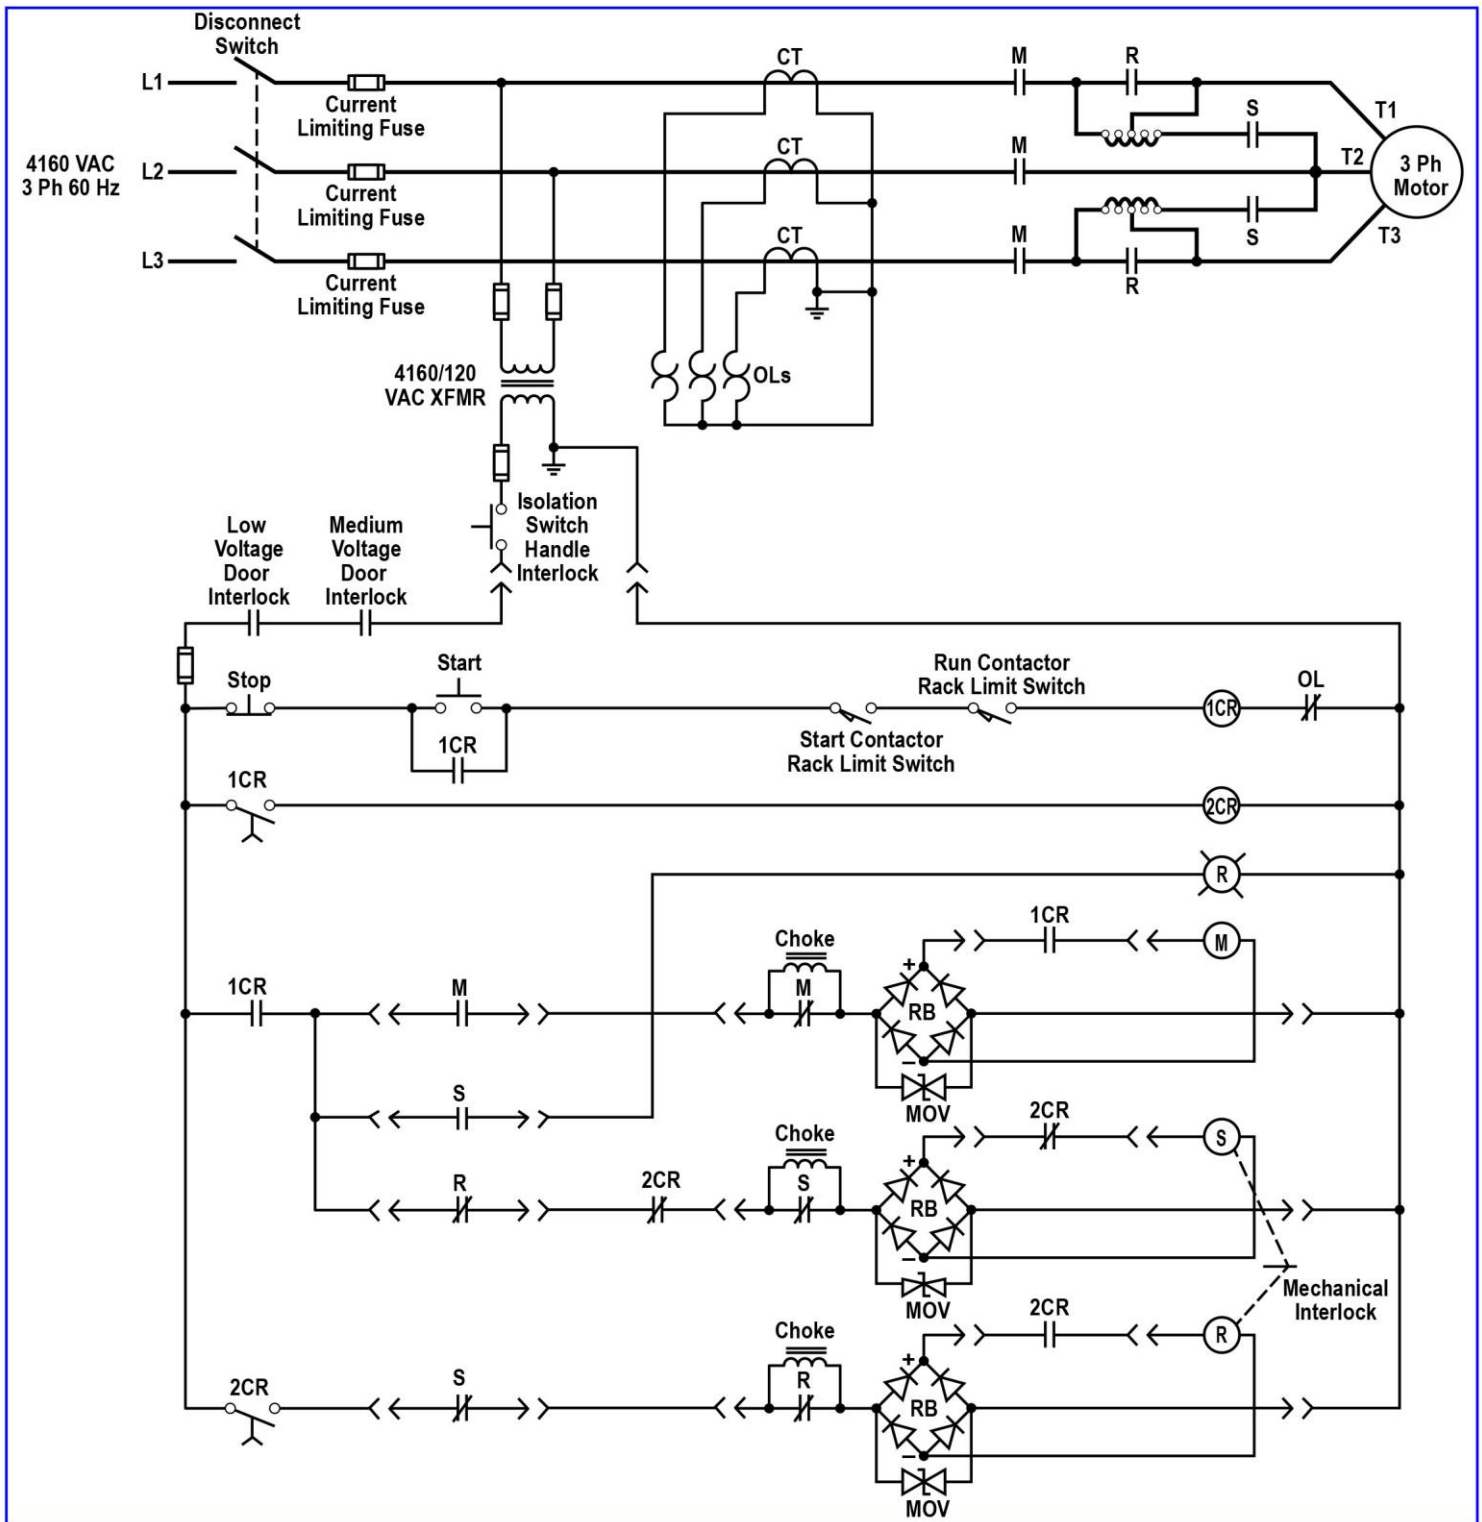 Disconnect
Switch
CT
M
R
L1
Current
Limiting Fuse
S
T1
4160 VAC
3 Ph 60 Hz
L2
CT
M
T2
3 Ph
Motor
Current
Limiting Fuse
S
T3
L3
CT
M
R
Current
Limiting Fuse
4160/120
VAC XFMR
OLs
Isolation
Switch
Handle
Interlock
Low
Voltage
Door
Interlock
Medium
Voltage
Door
Interlock
Stop
Start
1CR
Start Contactor
Rack Limit Switch
Run Contactor
Rack Limit Switch
1CR
OL
1CR
2CR
R
1CR
M
Choke
M
+
RB
–
MOV
1CR
M
S
Choke
S
+
RB
–
MOV
2CR
S
R
2CR
Mechanical
Interlock
Choke
R
+
RB
–
MOV
2CR
R
2CR
S